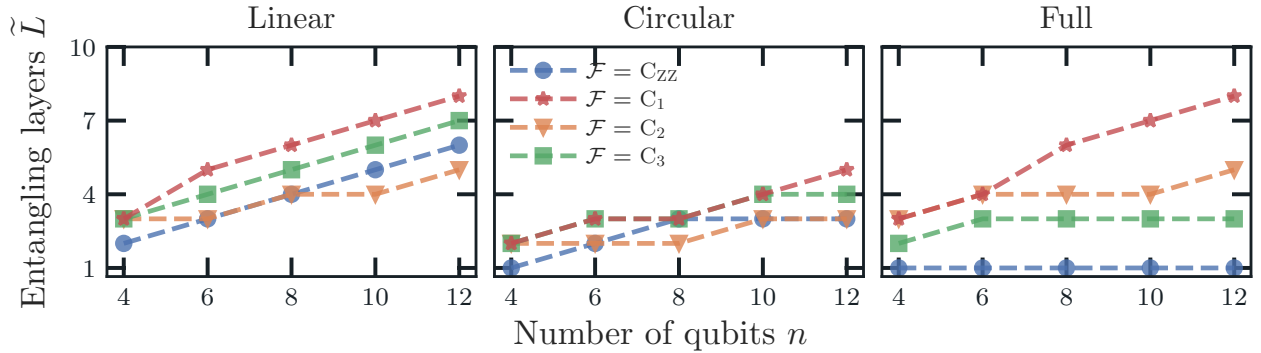 Linear
Circular
Full
Entangling layers L̃
10
7
4
1
ℱ = C_ZZ
ℱ = C_1
ℱ = C_2
ℱ = C_3
4 6 8 10 12
4 6 8 10 12
4 6 8 10 12
Number of qubits n